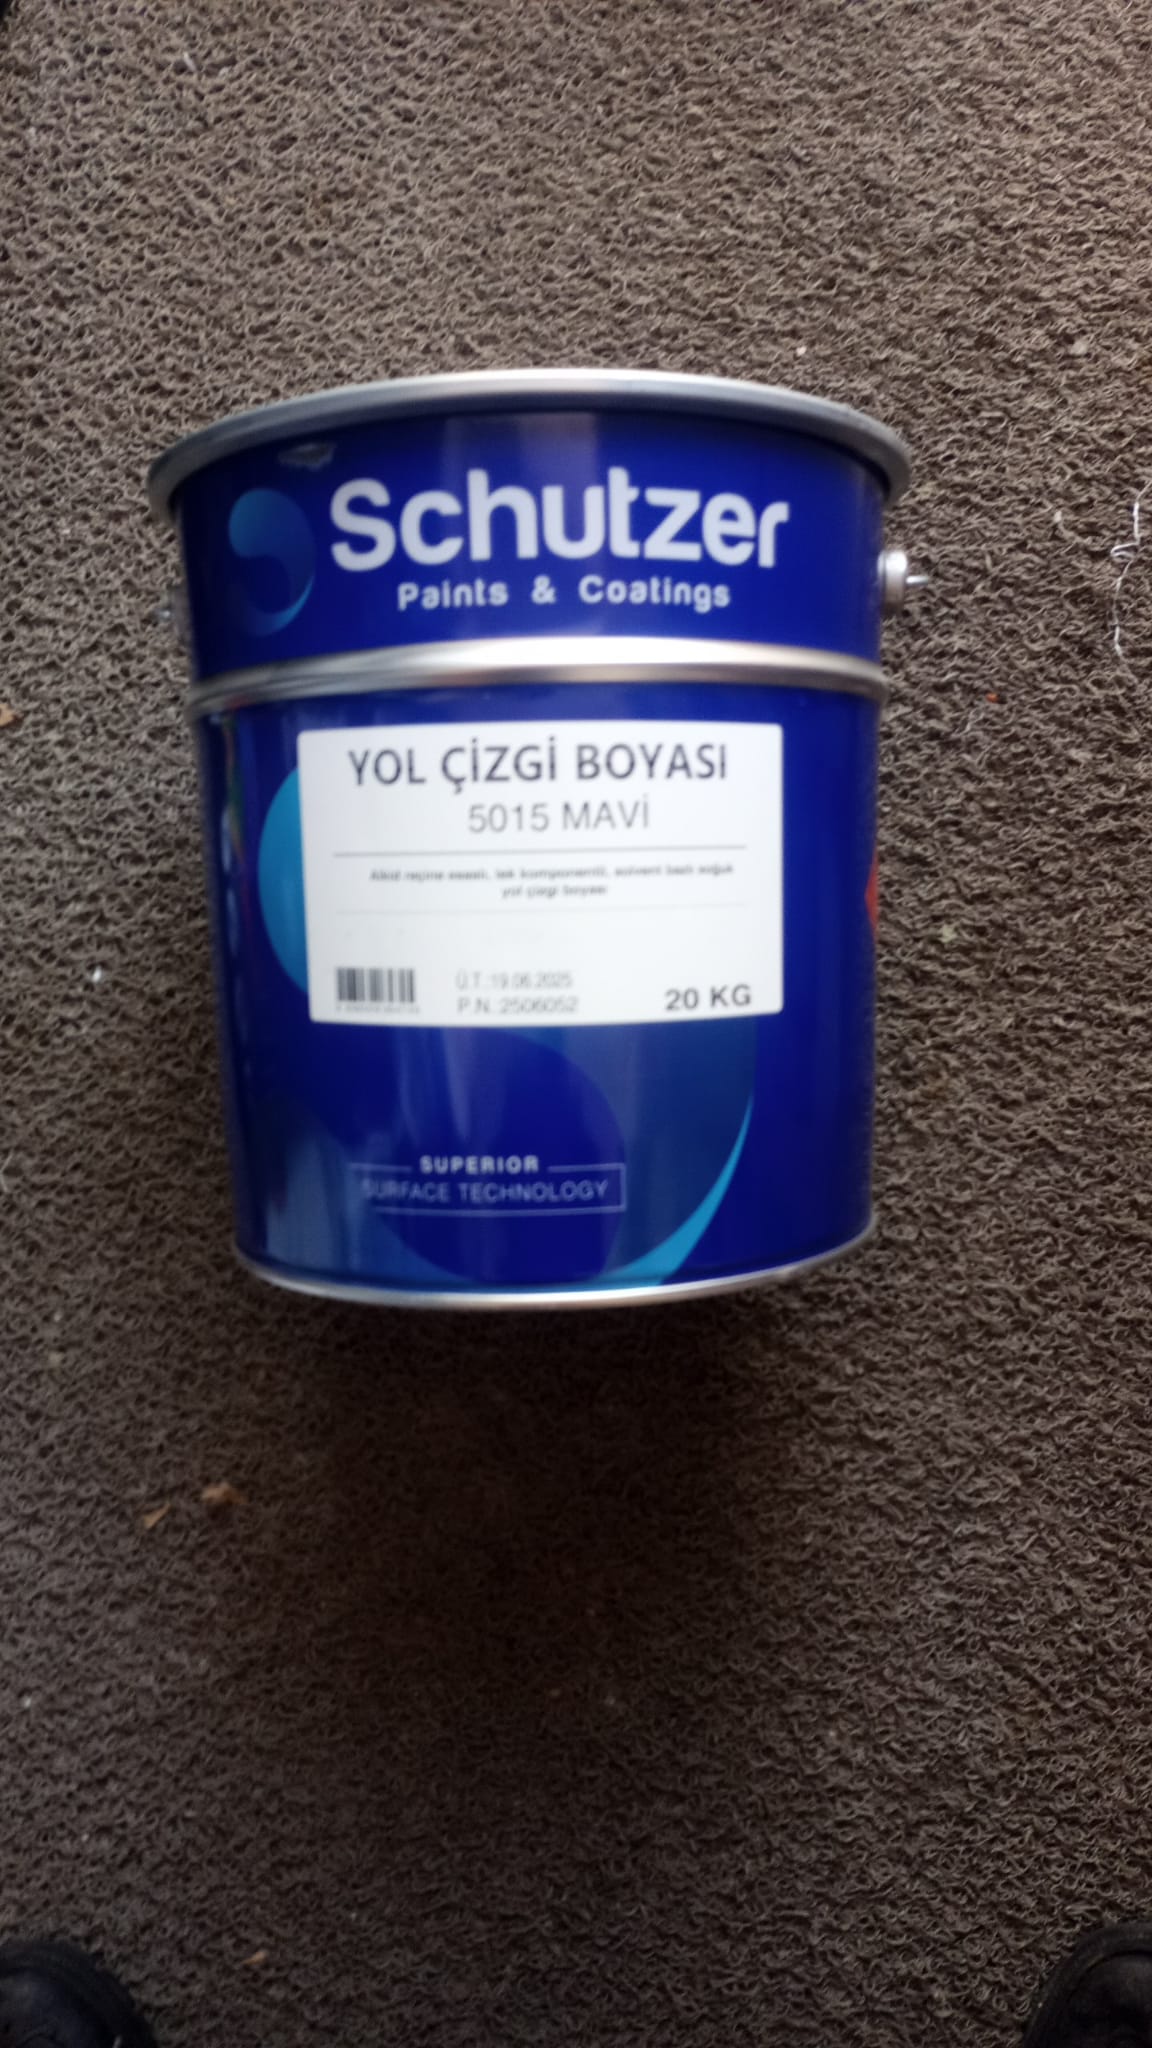 Schutzer
Paints & Coatings
YOL ÇİZGİ BOYASI
5015 MAVİ
Alkid reçine esaslı, tek komponentli, solvent bazlı soğuk
yol çizgi boyası
Ü.T.:19.06.2025
P.N.:2506052
20 KG
SUPERIOR
SURFACE TECHNOLOGY